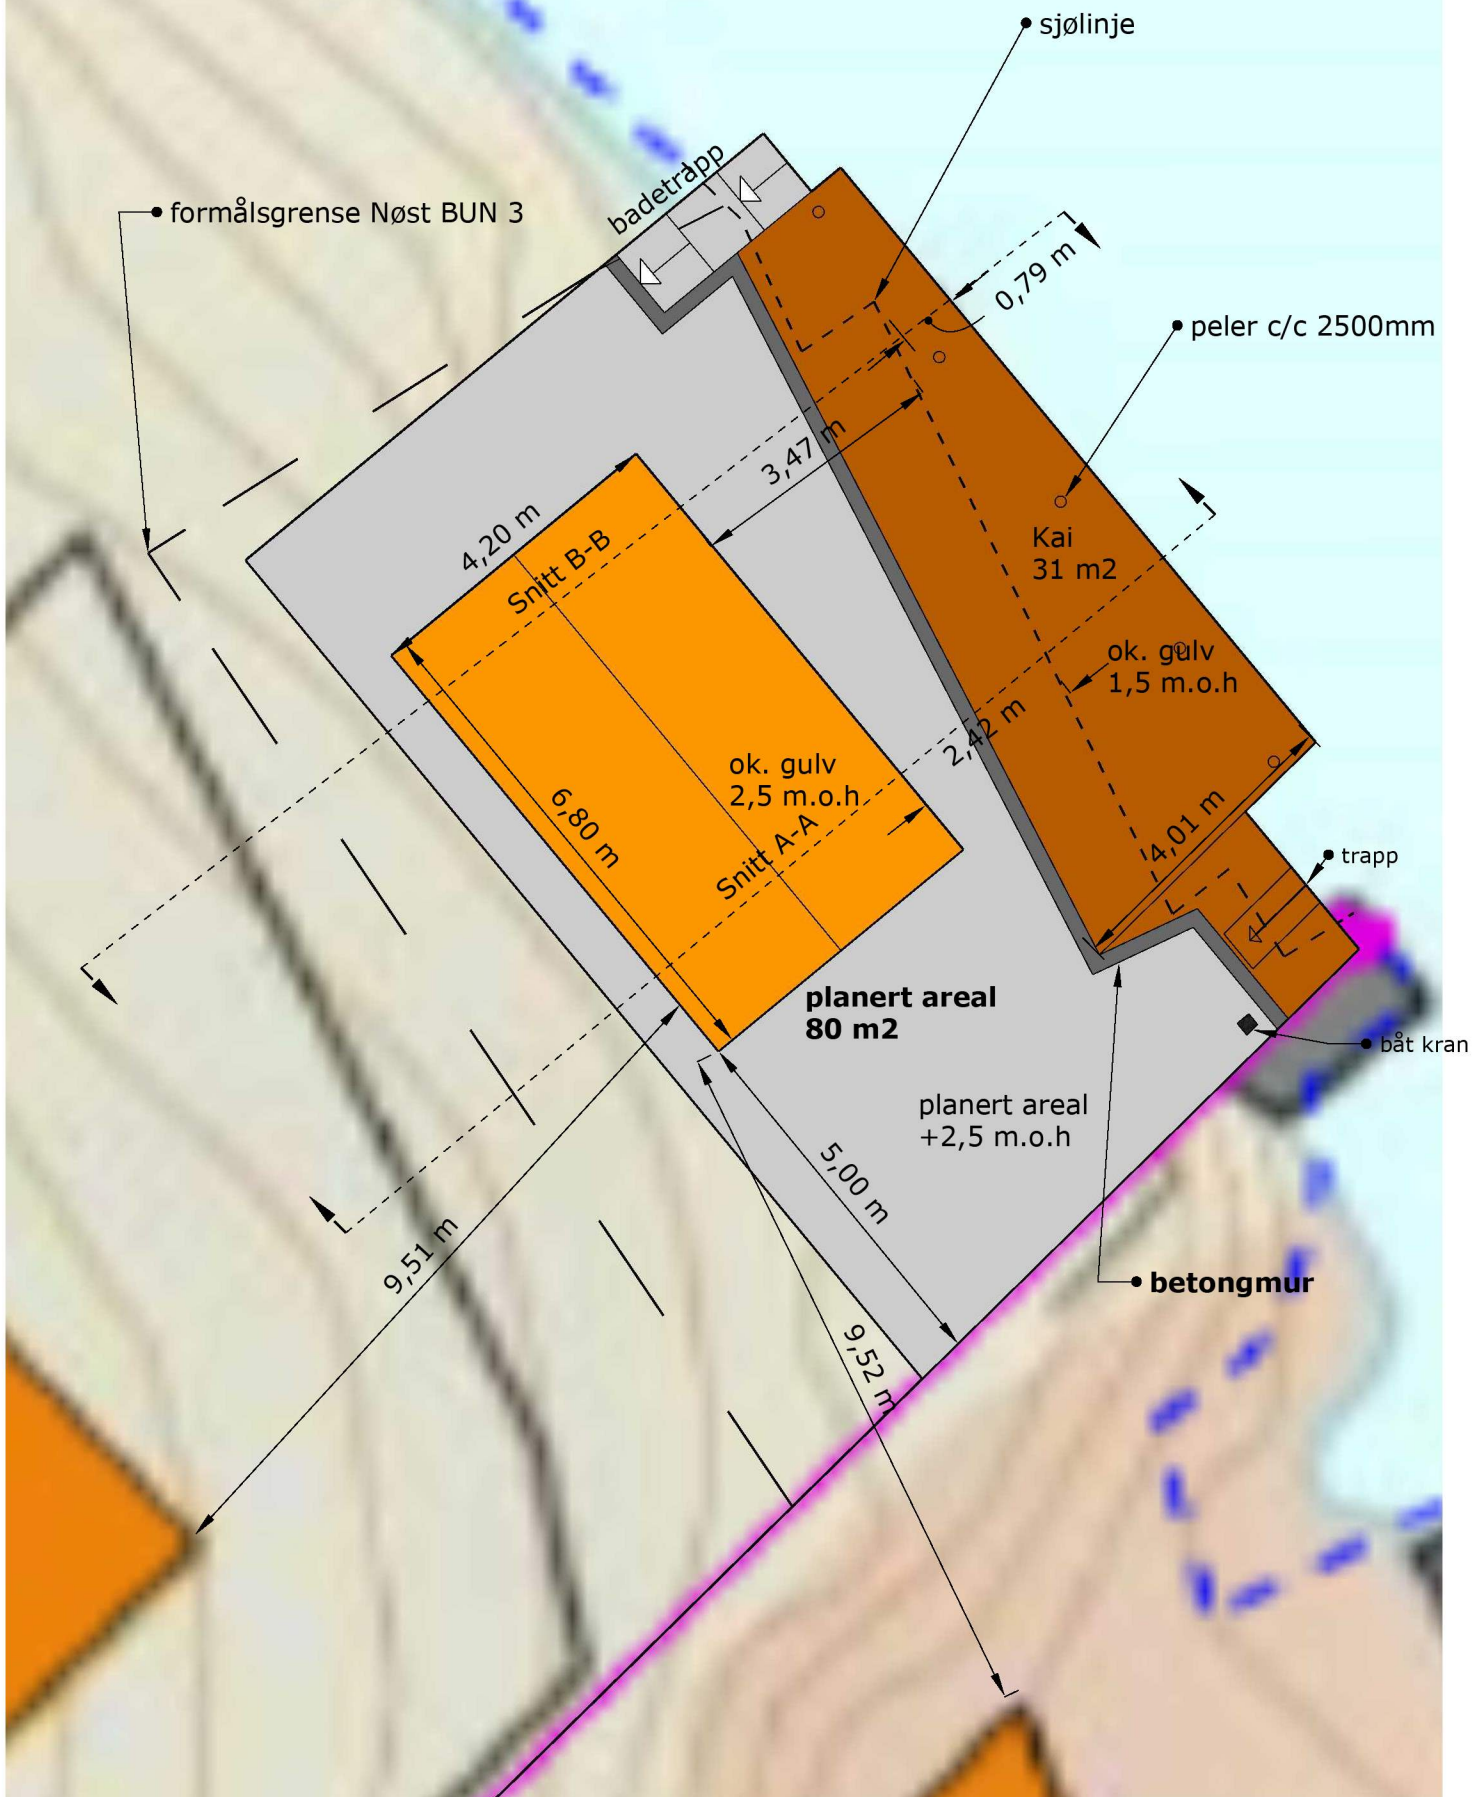 sjølinje
badetrapp
formålsgrense Nøst BUN 3
0,79 m
peler c/c 2500mm
3,47 m
4,20 m
Snitt B-B
Kai
31 m2
ok. gulv
1,5 m.o.h
2,42 m
ok. gulv
2,5 m.o.h
6,80 m
Snitt A-A
4,01 m
trapp
planert areal
80 m2
båt kran
planert areal
+2,5 m.o.h
5,00 m
9,51 m
betongmur
9,52 m